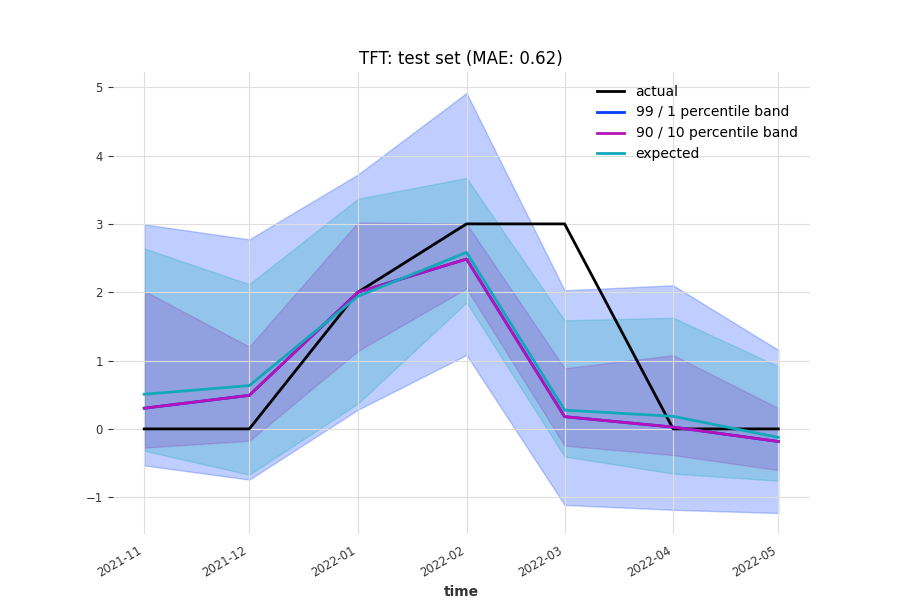 TFT: test set (MAE: 0.62)
actual
99 / 1 percentile band
90 / 10 percentile band
expected
5
4
3
2
1
0
−1
2021-11
2021-12
2022-01
2022-02
2022-03
2022-04
2022-05
time